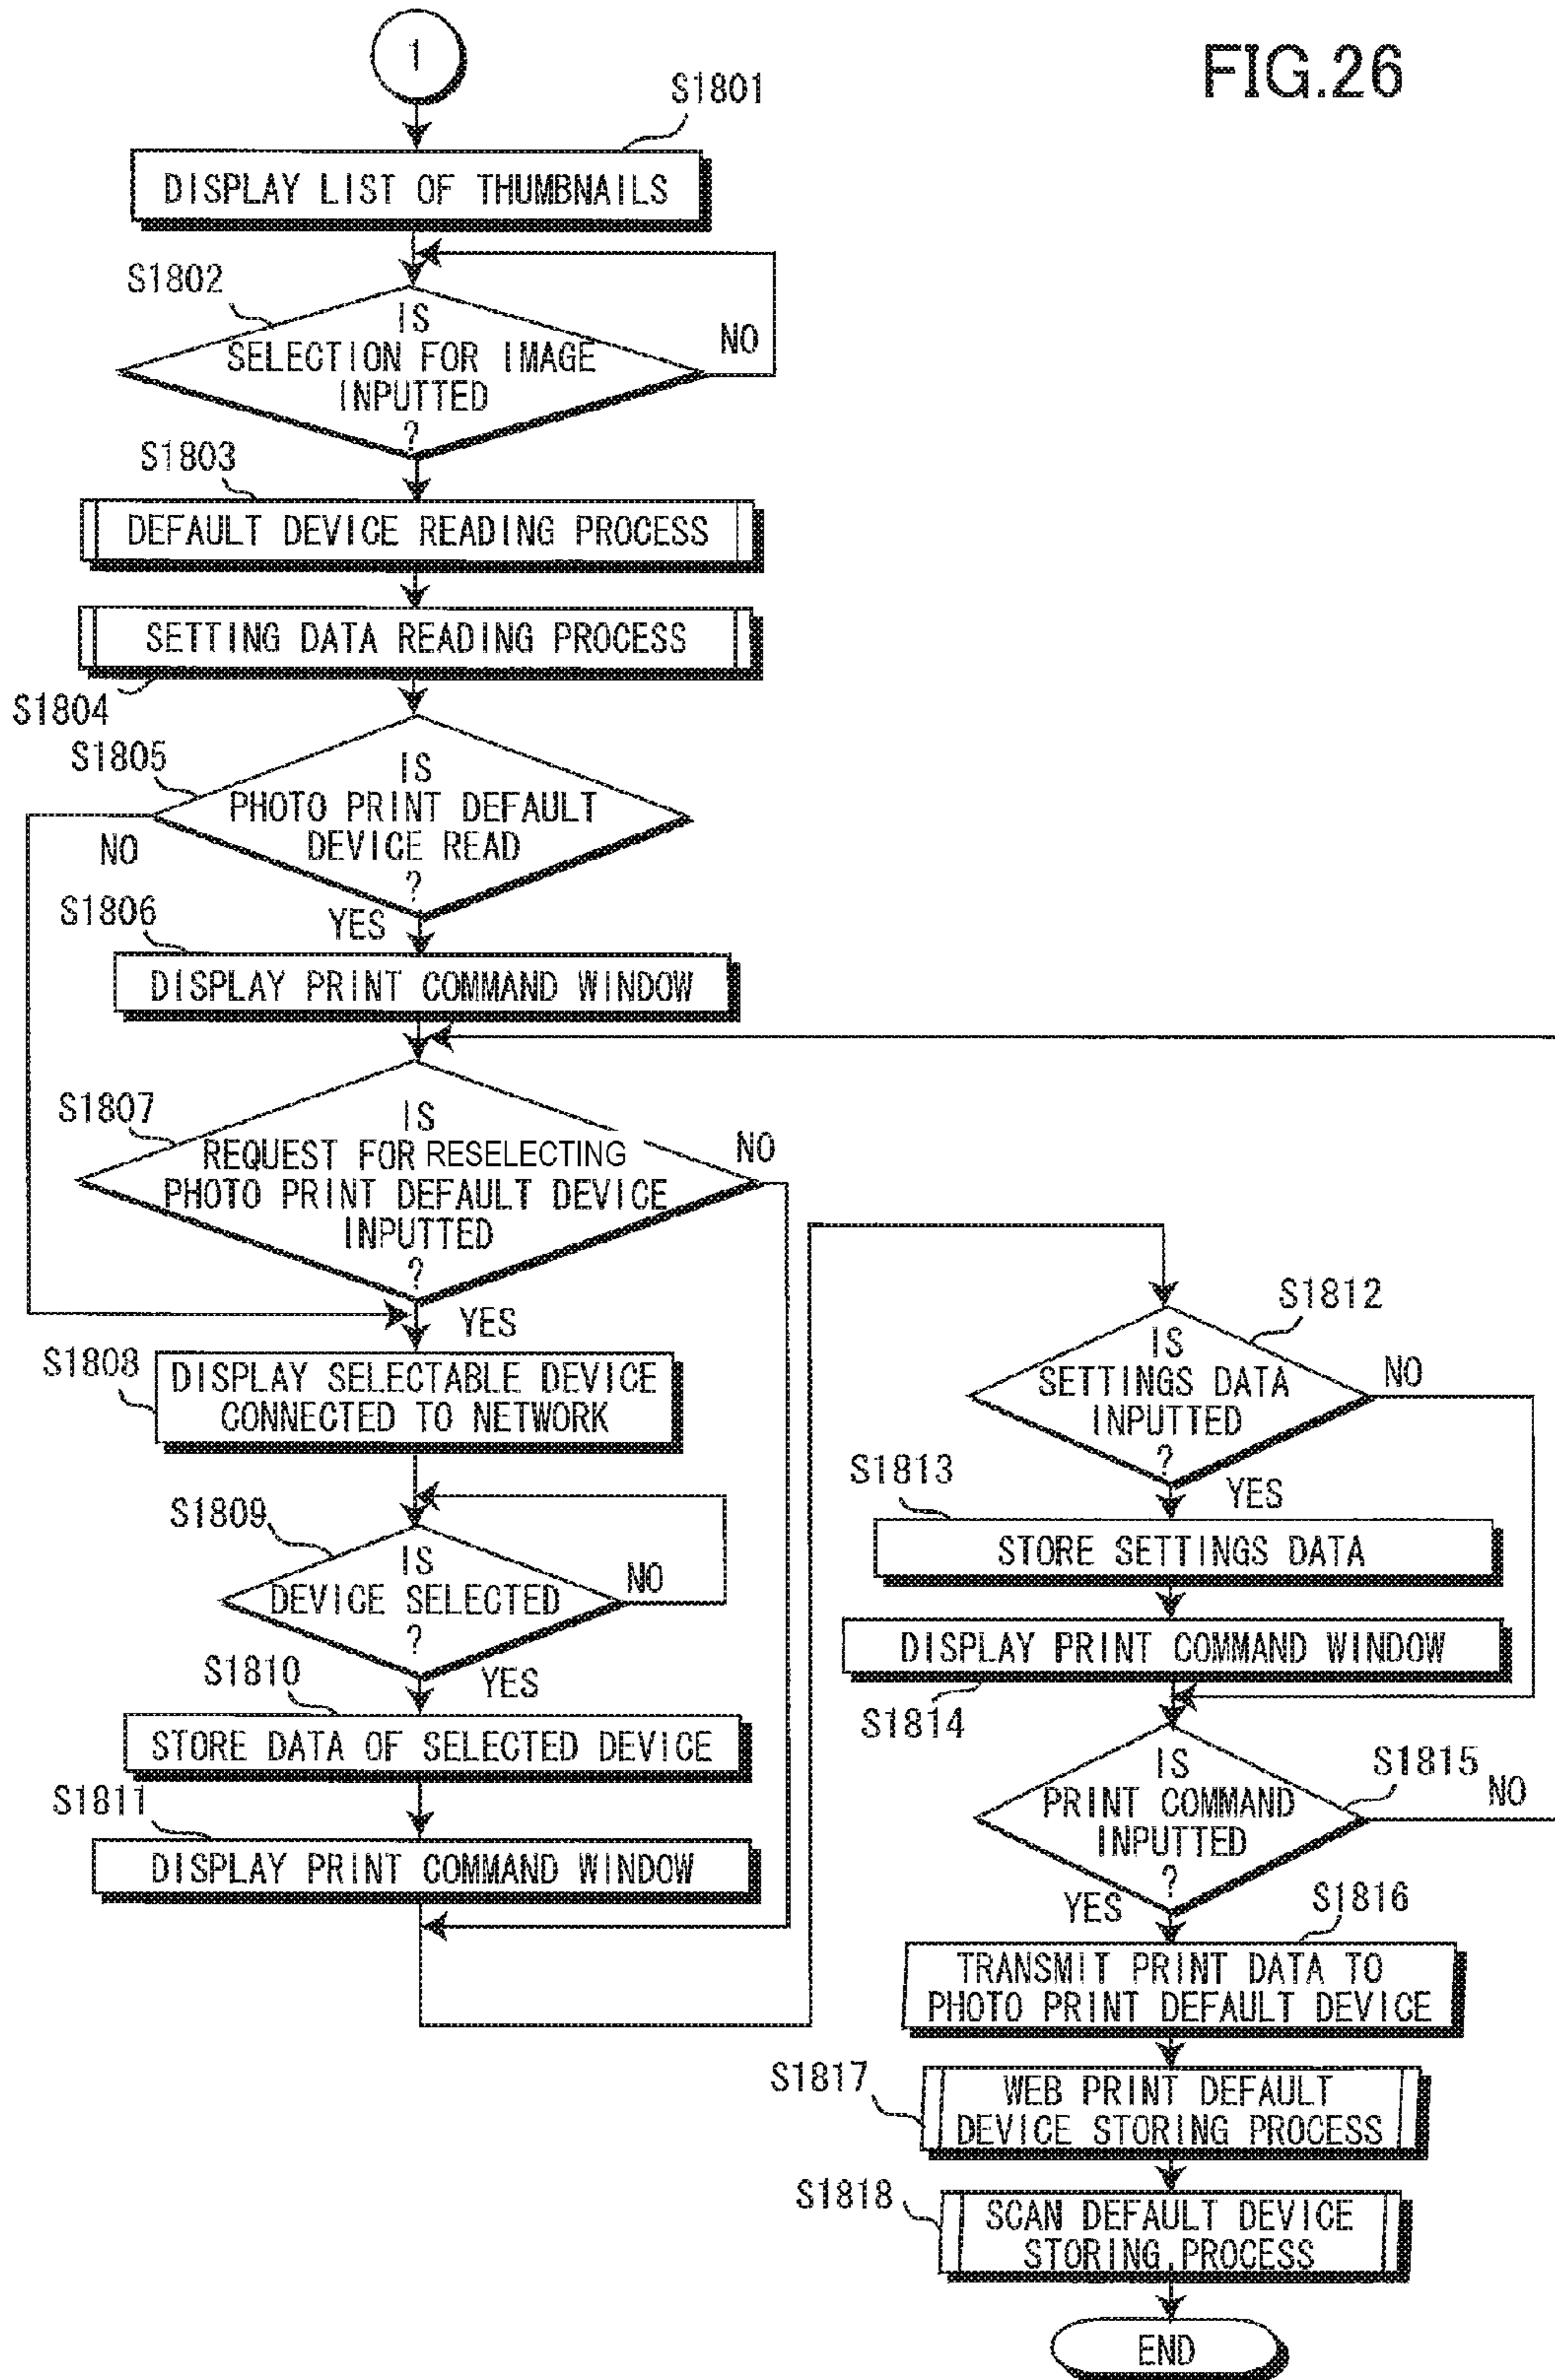 FIG.26
1
S1801
DISPLAY LIST OF THUMBNAILS
S1802
IS
SELECTION FOR IMAGE
INPUTTED
?
NO
S1803
DEFAULT DEVICE READING PROCESS
SETTING DATA READING PROCESS
S1804
S1805
IS
PHOTO PRINT DEFAULT
DEVICE READ
?
NO
YES
S1806
DISPLAY PRINT COMMAND WINDOW
S1807
IS
REQUEST FOR RESELECTING
PHOTO PRINT DEFAULT DEVICE
INPUTTED
?
NO
YES
S1808
DISPLAY SELECTABLE DEVICE
CONNECTED TO NETWORK
S1809
IS
DEVICE SELECTED
?
NO
YES
S1810
STORE DATA OF SELECTED DEVICE
S1811
DISPLAY PRINT COMMAND WINDOW
S1812
IS
SETTINGS DATA
INPUTTED
?
NO
YES
S1813
STORE SETTINGS DATA
DISPLAY PRINT COMMAND WINDOW
S1814
IS
PRINT COMMAND
INPUTTED
?
S1815
NO
YES
S1816
TRANSMIT PRINT DATA TO
PHOTO PRINT DEFAULT DEVICE
S1817
WEB PRINT DEFAULT
DEVICE STORING PROCESS
S1818
SCAN DEFAULT DEVICE
STORING PROCESS
END